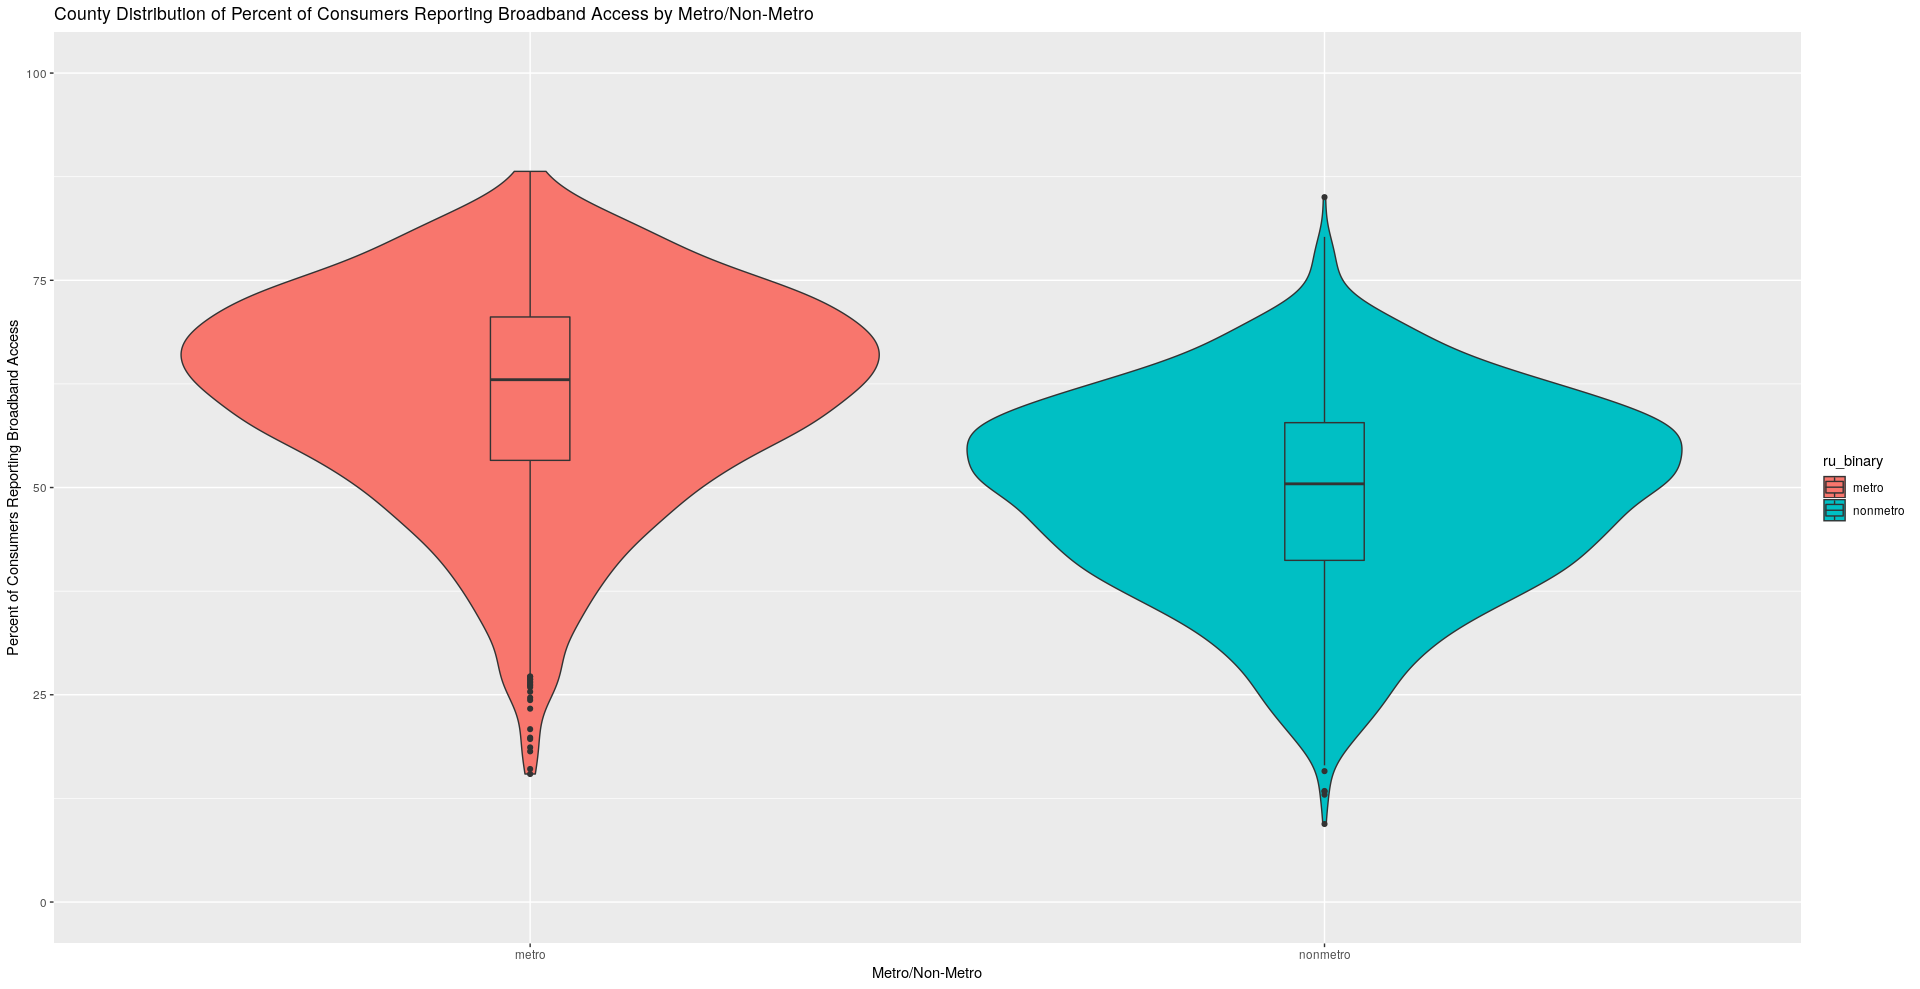 County Distribution of Percent of Consumers Reporting Broadband Access by Metro/Non-Metro
Percent of Consumers Reporting Broadband Access
100
75
50
25
0
metro
nonmetro
Metro/Non-Metro
ru_binary
metro
nonmetro